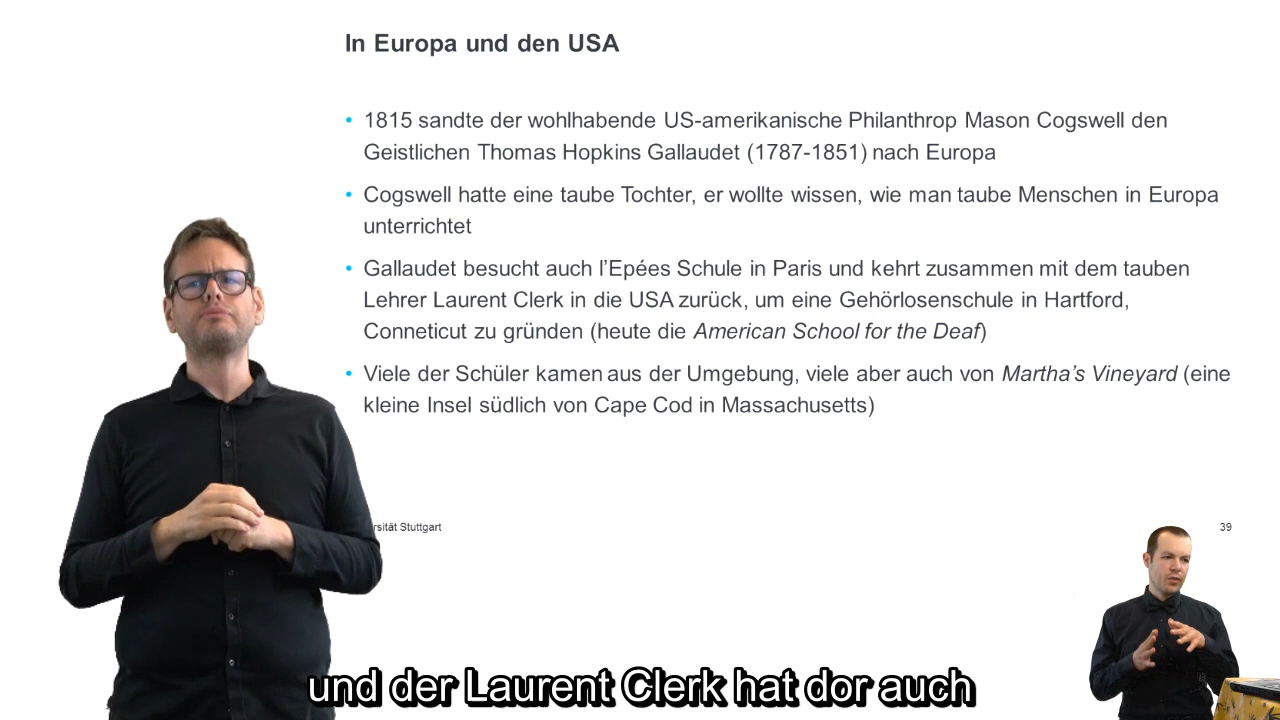 In Europa und den USA
• 1815 sandte der wohlhabende US-amerikanische Philanthrop Mason Cogswell den
Geistlichen Thomas Hopkins Gallaudet (1787-1851) nach Europa
• Cogswell hatte eine taube Tochter, er wollte wissen, wie man taube Menschen in Europa
unterrichtet
• Gallaudet besucht auch l’Epées Schule in Paris und kehrt zusammen mit dem tauben
Lehrer Laurent Clerk in die USA zurück, um eine Gehörlosenschule in Hartford,
Conneticut zu gründen (heute die American School for the Deaf)
• Viele der Schüler kamen aus der Umgebung, viele aber auch von Martha’s Vineyard (eine
kleine Insel südlich von Cape Cod in Massachusetts)
rsität Stuttgart
39
und der Laurent Clerk hat dor auch